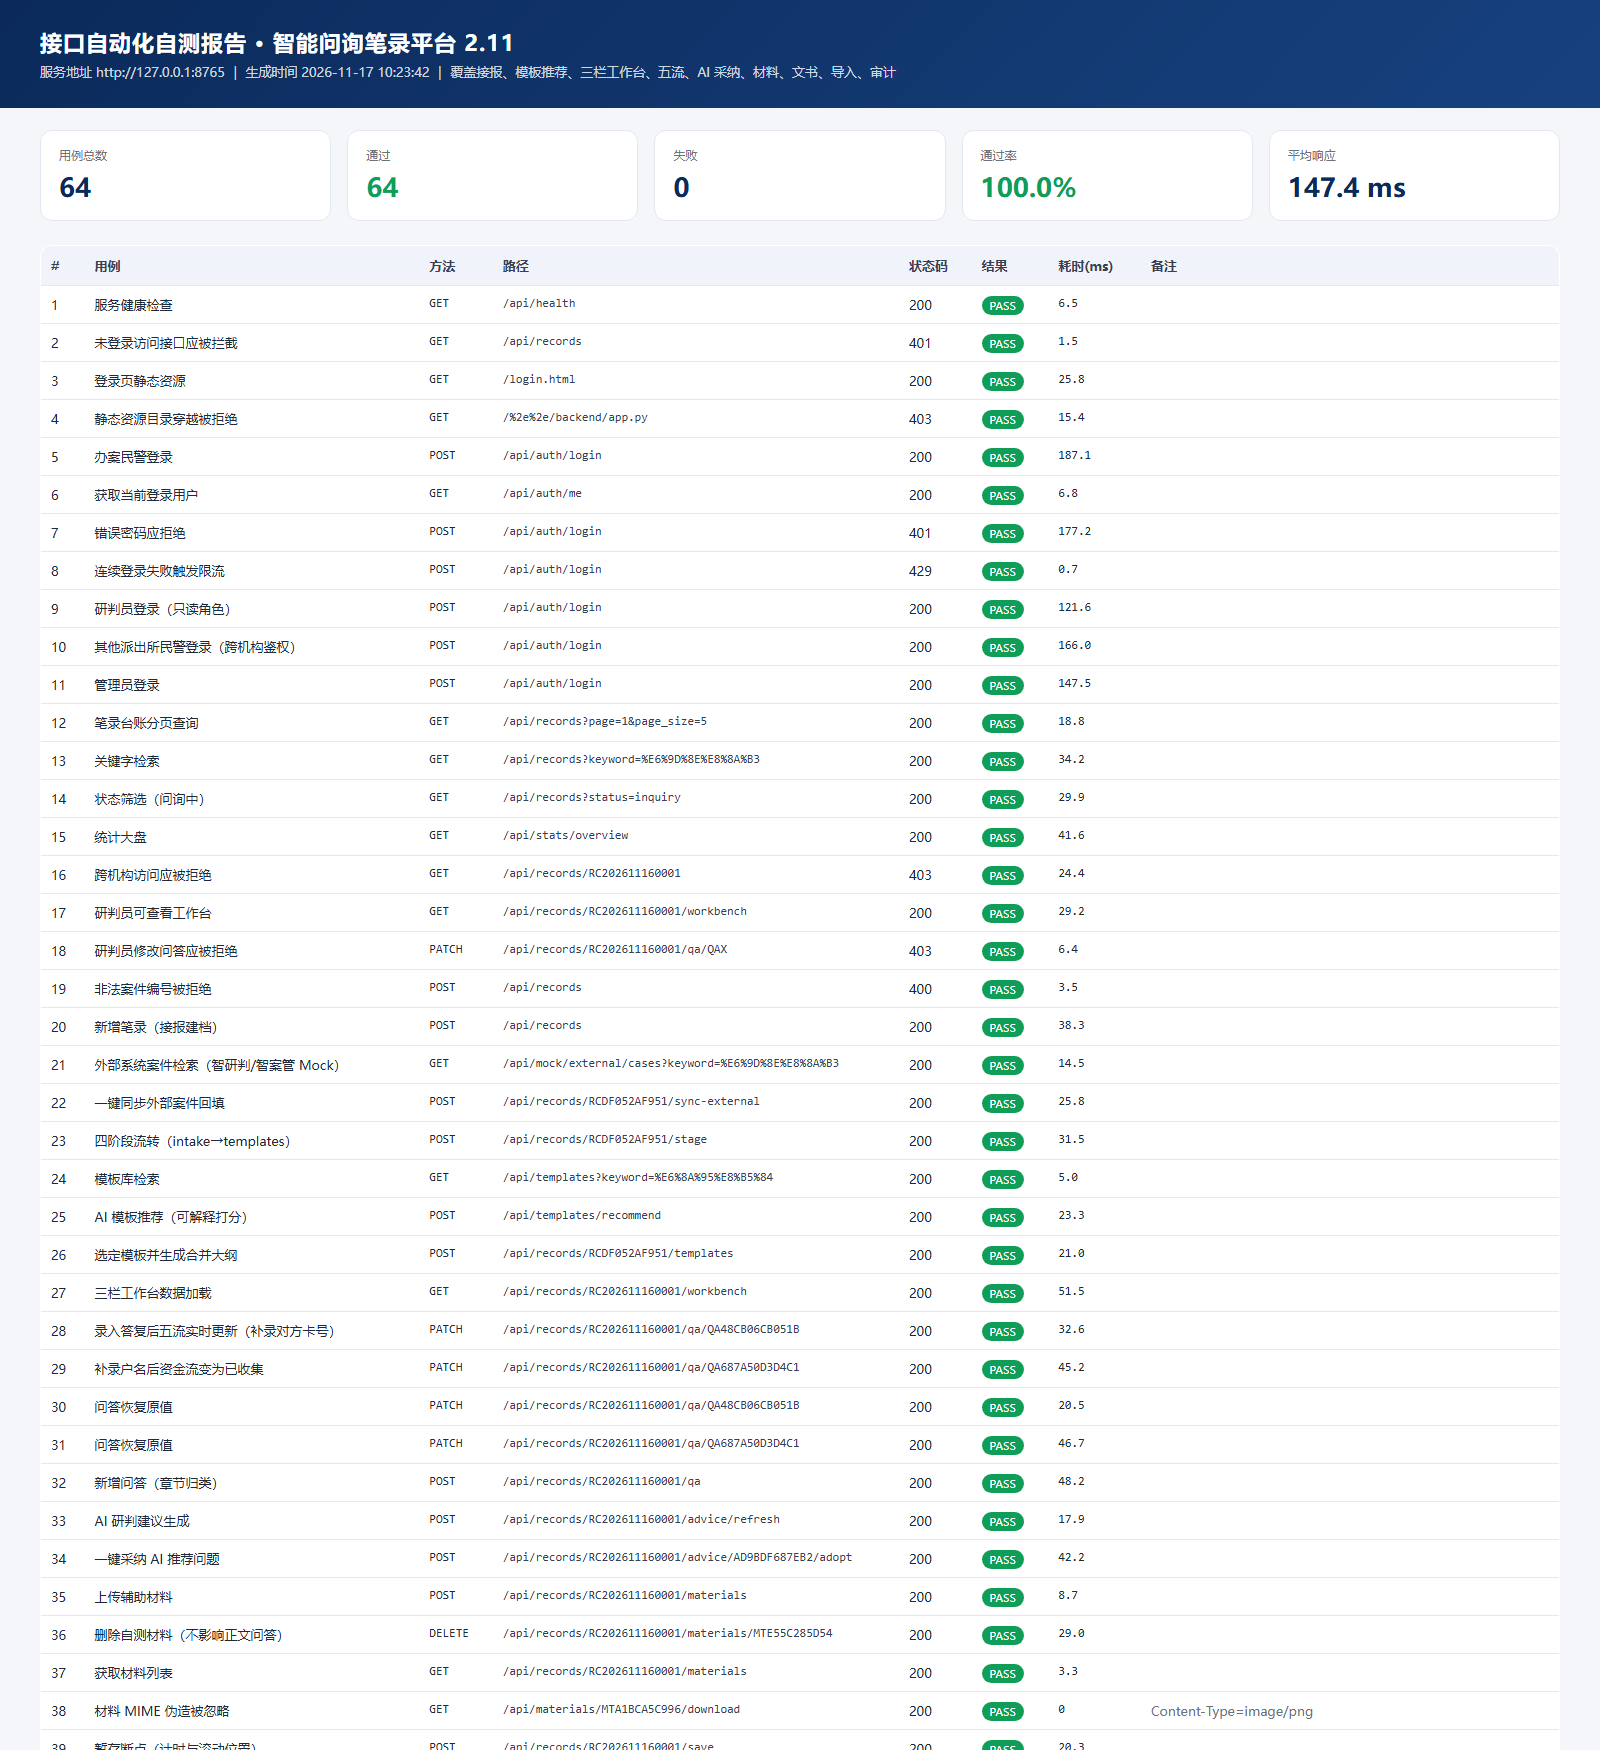 接口自动化自测报告 • 智能问询笔录平台 2.11
服务地址 http://127.0.0.1:8765 | 生成时间 2026-11-17 10:23:42 | 覆盖接报、模板推荐、三栏工作台、五流、AI 采纳、材料、文书、导入、审计
用例总数 通过 失败 通过率 平均响应
64 64 0 100.0% 147.4 ms
# 用例 方法 路径 状态码 结果 耗时(ms) 备注
1 服务健康检查 GET /api/health 200 PASS 6.5
2 未登录访问接口应被拦截 GET /api/records 401 PASS 1.5
3 登录页静态资源 GET /login.html 200 PASS 25.8
4 静态资源目录穿越被拒绝 GET /%2e%2e/backend/app.py 403 PASS 15.4
5 办案民警登录 POST /api/auth/login 200 PASS 187.1
6 获取当前登录用户 GET /api/auth/me 200 PASS 6.8
7 错误密码应拒绝 POST /api/auth/login 401 PASS 177.2
8 连续登录失败触发限流 POST /api/auth/login 429 PASS 0.7
9 研判员登录（只读角色） POST /api/auth/login 200 PASS 121.6
10 其他派出所民警登录（跨机构鉴权） POST /api/auth/login 200 PASS 166.0
11 管理员登录 POST /api/auth/login 200 PASS 147.5
12 笔录台账分页查询 GET /api/records?page=1&page_size=5 200 PASS 18.8
13 关键字检索 GET /api/records?keyword=%E6%9D%8E%E8%8A%B3 200 PASS 34.2
14 状态筛选（问询中） GET /api/records?status=inquiry 200 PASS 29.9
15 统计大盘 GET /api/stats/overview 200 PASS 41.6
16 跨机构访问应被拒绝 GET /api/records/RC202611160001 403 PASS 24.4
17 研判员可查看工作台 GET /api/records/RC202611160001/workbench 200 PASS 29.2
18 研判员修改问答应被拒绝 PATCH /api/records/RC202611160001/qa/QAX 403 PASS 6.4
19 非法案件编号被拒绝 POST /api/records 400 PASS 3.5
20 新增笔录（接报建档） POST /api/records 200 PASS 38.3
21 外部系统案件检索（智研判/智案管 Mock） GET /api/mock/external/cases?keyword=%E6%9D%8E%E8%8A%B3 200 PASS 14.5
22 一键同步外部案件回填 POST /api/records/RCDF052AF951/sync-external 200 PASS 25.8
23 四阶段流转（intake→templates） POST /api/records/RCDF052AF951/stage 200 PASS 31.5
24 模板库检索 GET /api/templates?keyword=%E6%8A%95%E8%B5%84 200 PASS 5.0
25 AI 模板推荐（可解释打分） POST /api/templates/recommend 200 PASS 23.3
26 选定模板并生成合并大纲 POST /api/records/RCDF052AF951/templates 200 PASS 21.0
27 三栏工作台数据加载 GET /api/records/RC202611160001/workbench 200 PASS 51.5
28 录入答复后五流实时更新（补录对方卡号） PATCH /api/records/RC202611160001/qa/QA48CB06CB051B 200 PASS 32.6
29 补录户名后资金流变为已收集 PATCH /api/records/RC202611160001/qa/QA687A50D3D4C1 200 PASS 45.2
30 问答恢复原值 PATCH /api/records/RC202611160001/qa/QA48CB06CB051B 200 PASS 20.5
31 问答恢复原值 PATCH /api/records/RC202611160001/qa/QA687A50D3D4C1 200 PASS 46.7
32 新增问答（章节归类） POST /api/records/RC202611160001/qa 200 PASS 48.2
33 AI 研判建议生成 POST /api/records/RC202611160001/advice/refresh 200 PASS 17.9
34 一键采纳 AI 推荐问题 POST /api/records/RC202611160001/advice/AD9BDF687EB2/adopt 200 PASS 42.2
35 上传辅助材料 POST /api/records/RC202611160001/materials 200 PASS 8.7
36 删除自测材料（不影响正文问答） DELETE /api/records/RC202611160001/materials/MTE55C285D54 200 PASS 29.0
37 获取材料列表 GET /api/records/RC202611160001/materials 200 PASS 3.3
38 材料 MIME 伪造被忽略 GET /api/materials/MTA1BCA5C996/download 200 PASS 0 Content-Type=image/png
39 暂存断点（计时与滚动位置） POST /api/records/RC202611160001/save 200 PASS 20.3